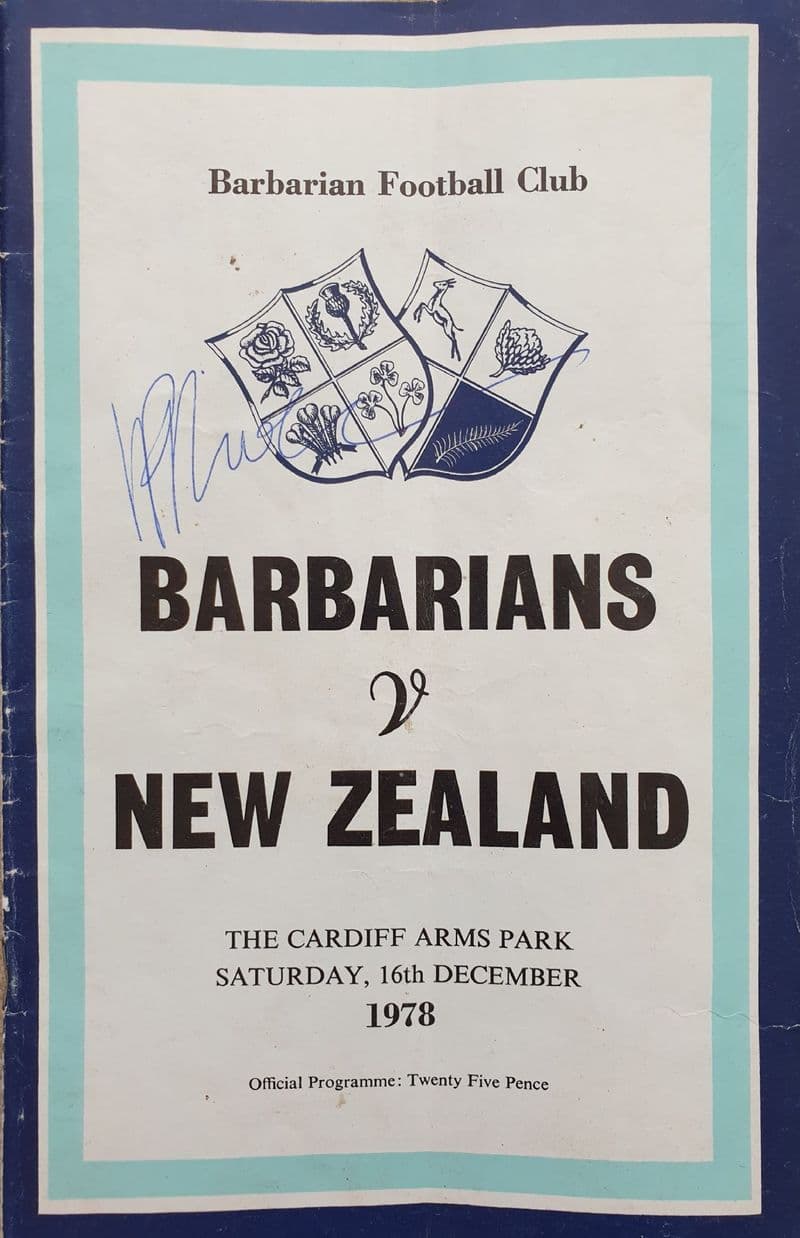 Barbarian Football Club
BARBARIANS
v
NEW ZEALAND
THE CARDIFF ARMS PARK
SATURDAY, 16th DECEMBER
1978
Official Programme: Twenty Five Pence